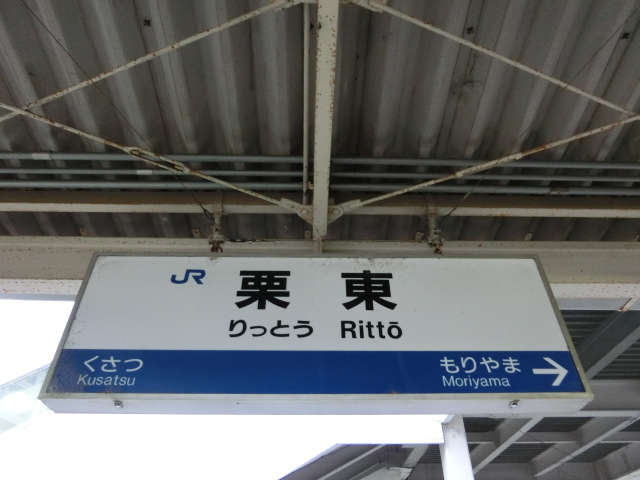 JR 栗東
りっとう Rittō
くさつ もりやま →
Kusatsu Moriyama